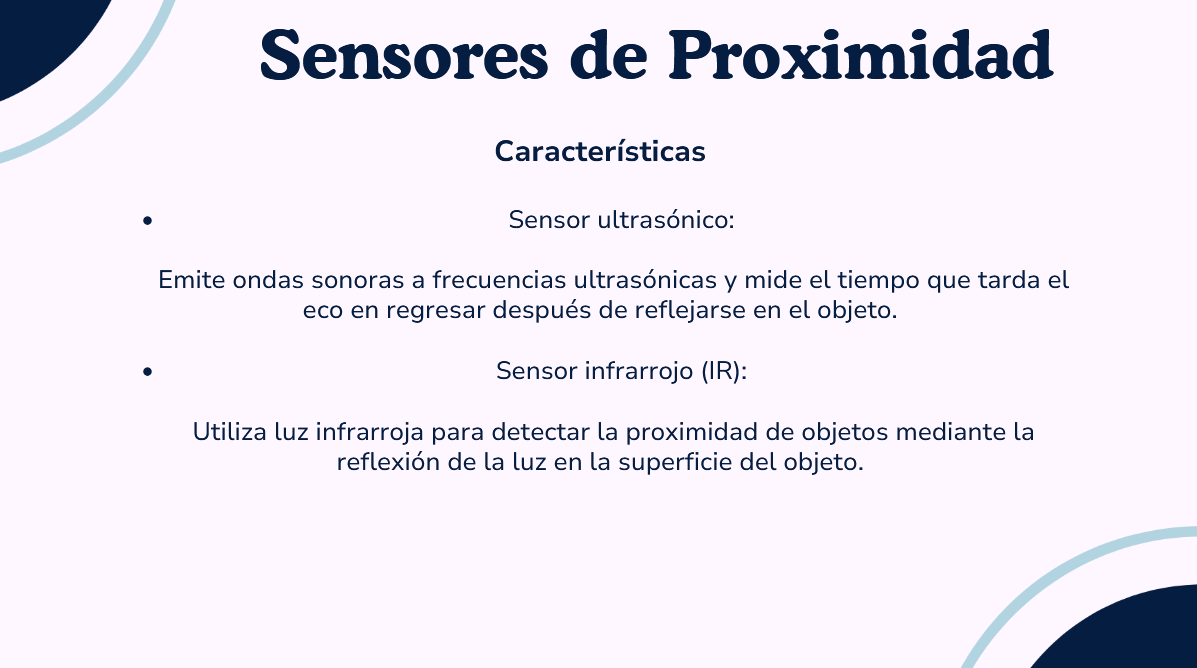 Sensores de Proximidad
Características
• Sensor ultrasónico:
Emite ondas sonoras a frecuencias ultrasónicas y mide el tiempo que tarda el
eco en regresar después de reflejarse en el objeto.
• Sensor infrarrojo (IR):
Utiliza luz infrarroja para detectar la proximidad de objetos mediante la
reflexión de la luz en la superficie del objeto.